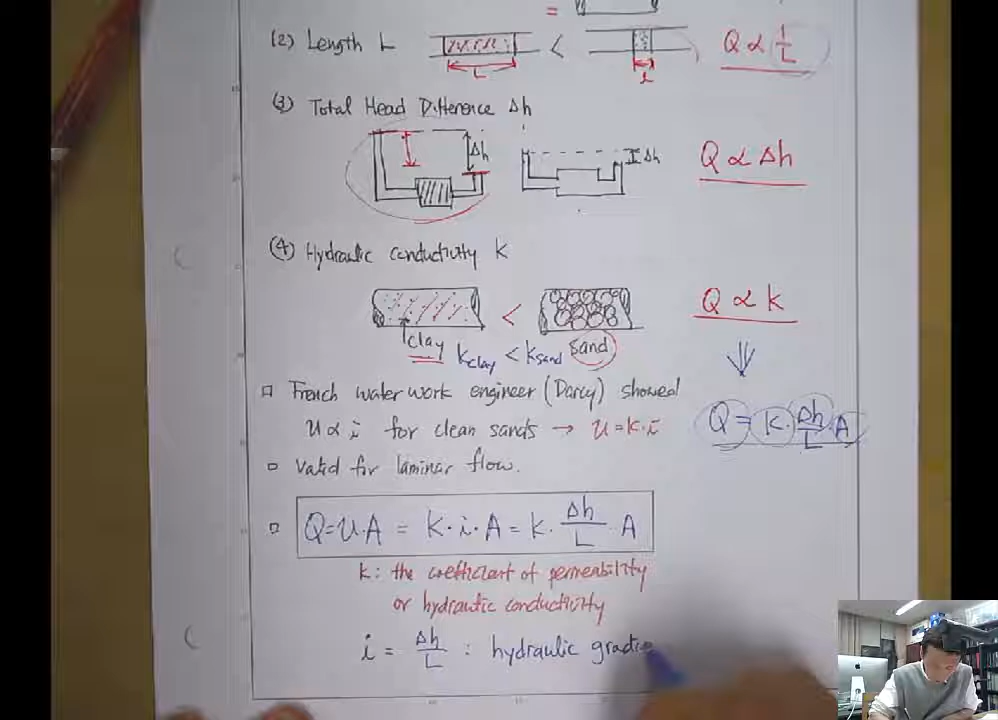 =
(2) Length L
< Q ∝ 1/L
L l
(3) Total Head Difference Δh
Δh Δh Q ∝ Δh
(4) Hydraulic conductivity K
< Q ∝ k
clay Kclay < Ksand sand
⇓
▫ French water work engineer (Darcy) showed
u ∝ i for clean sands → u = k·i
Q = k·Δh/L·A
▫ Valid for laminar flow.
▫ Q=u·A = K·i·A = k·Δh/L·A
k: the coefficient of permeability
or hydraulic conductivity
i = Δh/L : hydraulic gradie